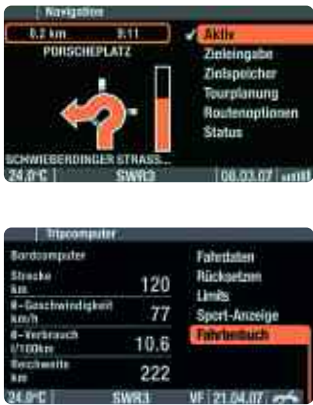 Navigation
0.2 km 9:11
PORSCHEPLATZ
SCHWIEBERDINGER STRASS...
✓ Aktiv
Zieleingabe
Zielspeicher
Tourplanung
Routenoptionen
Status
24.0°C SWR3 08.03.07
Tripcomputer
Bordcomputer
Strecke
km 120
Ø-Geschwindigkeit
km/h 77
Ø-Verbrauch
l/100km 10.6
Reichweite
km 222
Fahrdaten
Rücksetzen
Limits
Sport-Anzeige
Fahrtenbuch
24.0°C SWR3 VF 21.04.07